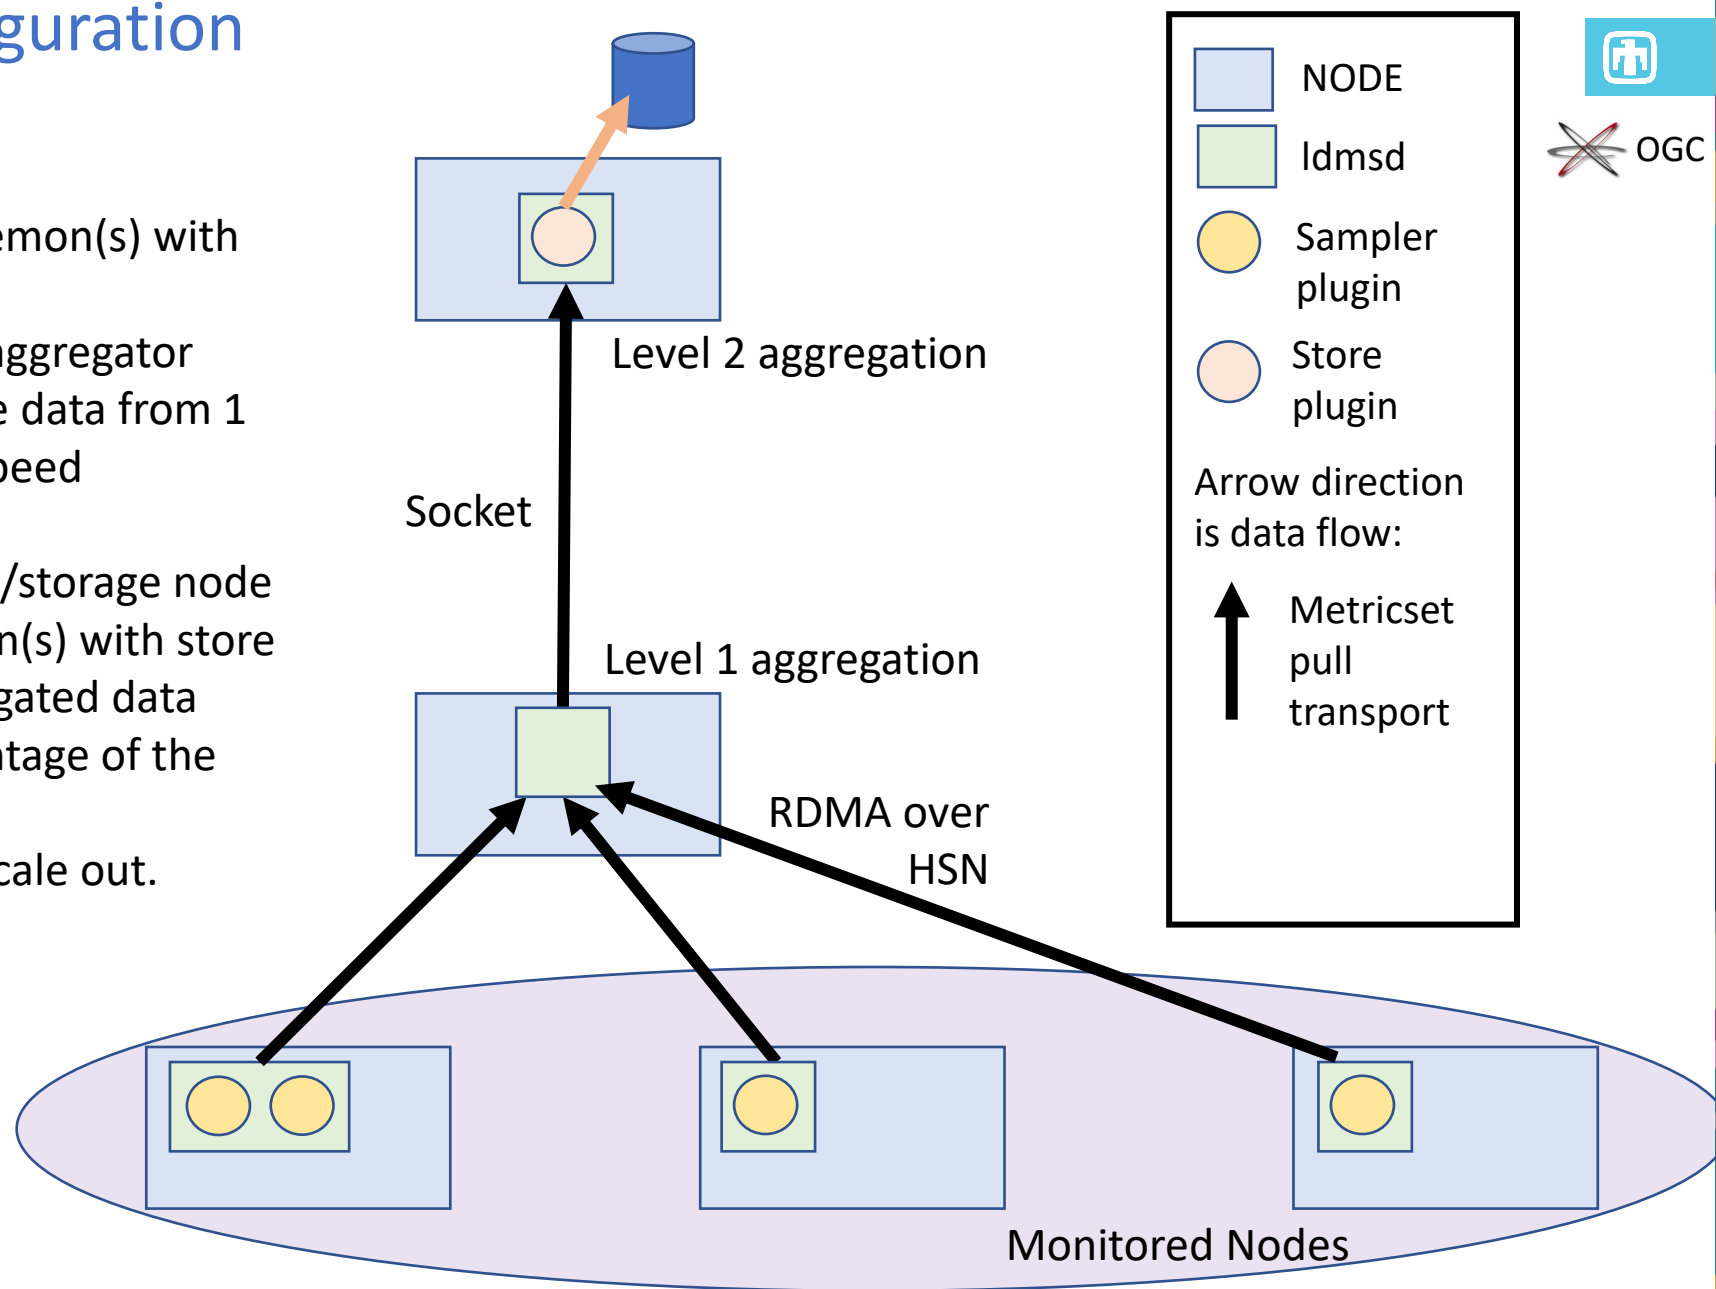 guration
emon(s) with
aggregator
e data from 1
peed
/storage node
n(s) with store
gated data
ntage of the
cale out.
Level 2 aggregation
Socket
Level 1 aggregation
RDMA over
HSN
Monitored Nodes
NODE
ldmsd
Sampler
plugin
Store
plugin
Arrow direction
is data flow:
Metricset
pull
transport
OGC